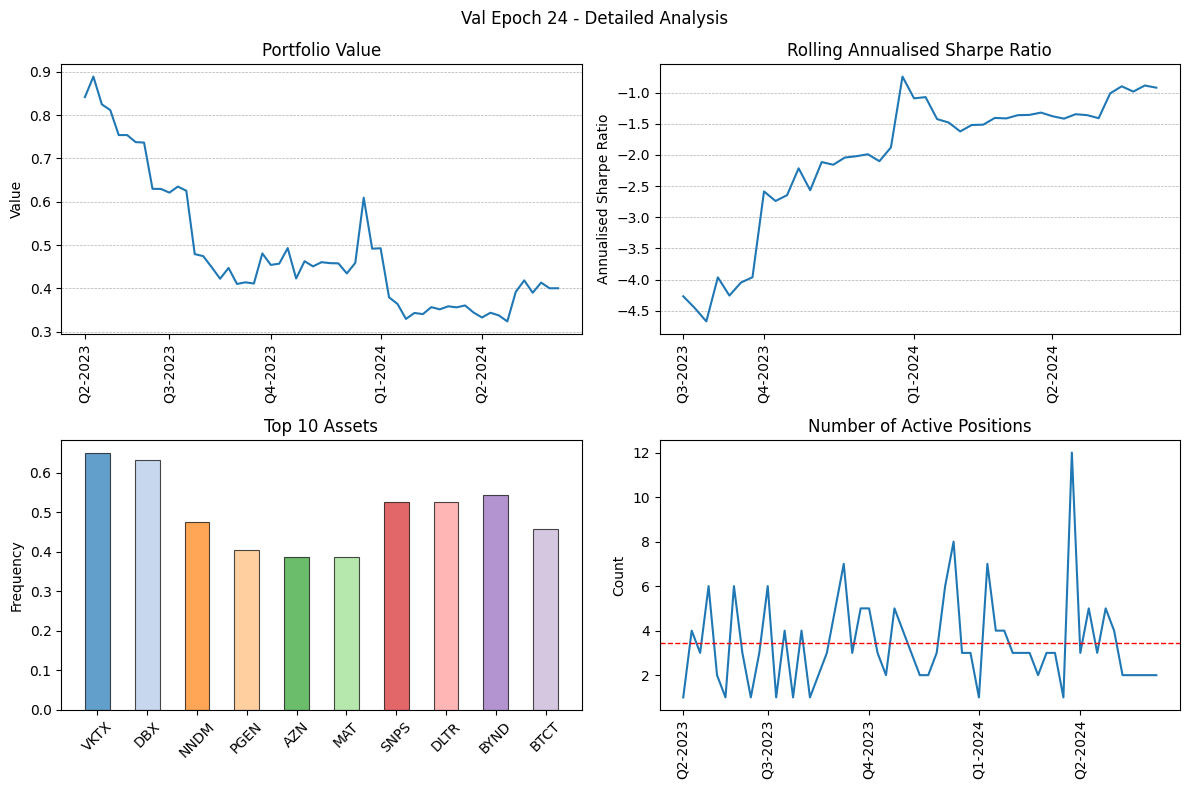 Val Epoch 24 - Detailed Analysis
Portfolio Value
Value
0.9
0.8
0.7
0.6
0.5
0.4
0.3
Q2-2023
Q3-2023
Q4-2023
Q1-2024
Q2-2024
Rolling Annualised Sharpe Ratio
Annualised Sharpe Ratio
−1.0
−1.5
−2.0
−2.5
−3.0
−3.5
−4.0
−4.5
Q3-2023
Q4-2023
Q1-2024
Q2-2024
Top 10 Assets
Frequency
0.6
0.5
0.4
0.3
0.2
0.1
0.0
VKTX
DBX
NNDM
PGEN
AZN
MAT
SNPS
DLTR
BYND
BTCT
Number of Active Positions
Count
12
10
8
6
4
2
Q2-2023
Q3-2023
Q4-2023
Q1-2024
Q2-2024